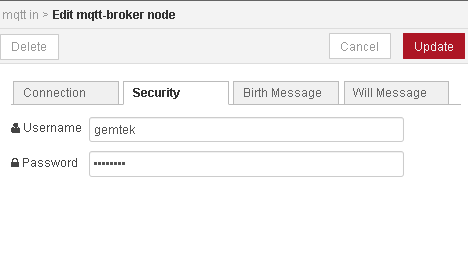 mqtt in > Edit mqtt-broker node
Delete Cancel Update
Connection Security Birth Message Will Message
Username gemtek
Password ••••••••